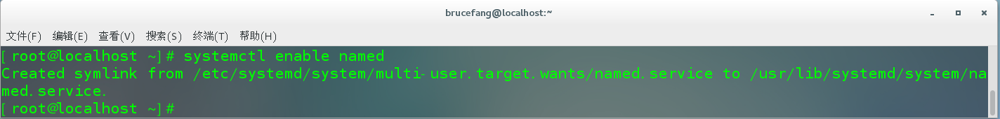 brucefang@localhost:~
文件(F) 编辑(E) 查看(V) 搜索(S) 终端(T) 帮助(H)
[root@localhost ~]# systemctl enable named
Created symlink from /etc/systemd/system/multi-user.target.wants/named.service to /usr/lib/systemd/system/na
med.service.
[root@localhost ~]#